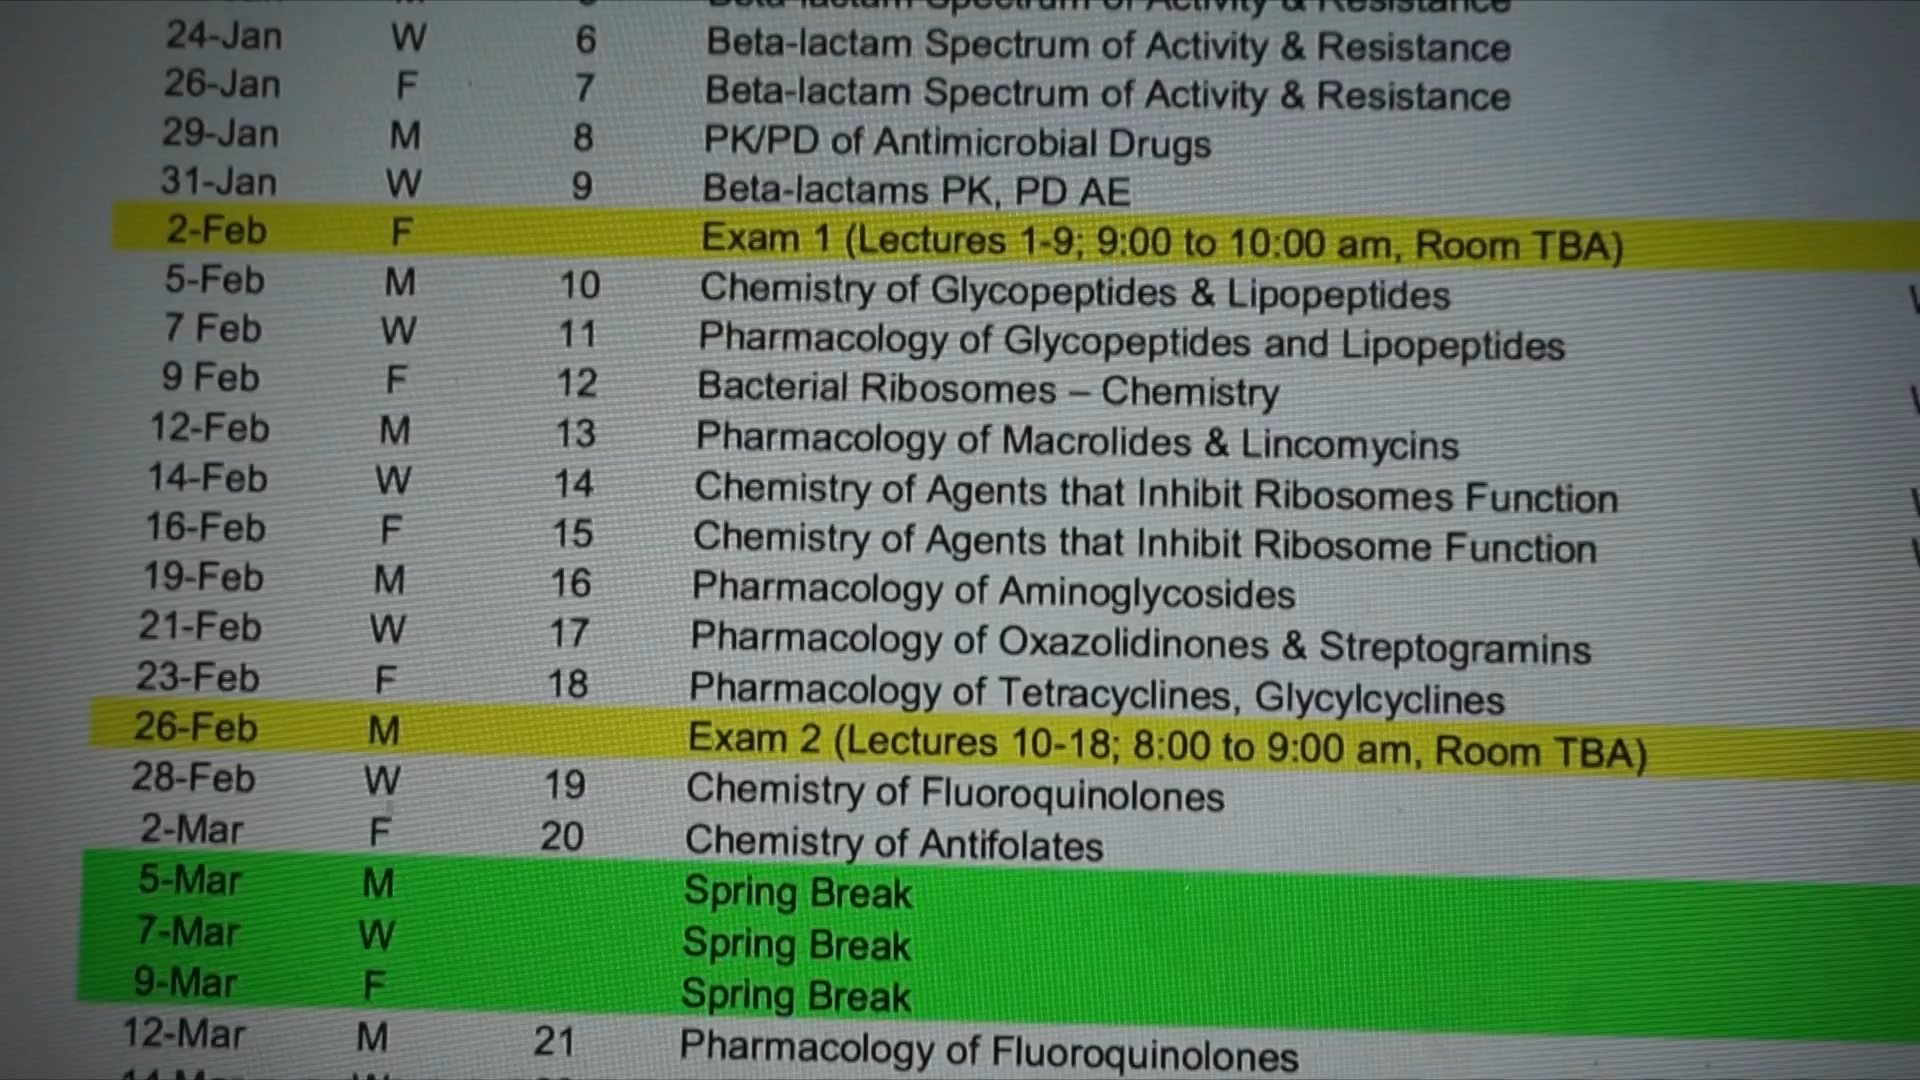 Beta-lactam Spectrum of Activity & Resistance
24-Jan W 6 Beta-lactam Spectrum of Activity & Resistance
26-Jan F 7 Beta-lactam Spectrum of Activity & Resistance
29-Jan M 8 PK/PD of Antimicrobial Drugs
31-Jan W 9 Beta-lactams PK, PD AE
2-Feb F Exam 1 (Lectures 1-9; 9:00 to 10:00 am, Room TBA)
5-Feb M 10 Chemistry of Glycopeptides & Lipopeptides
7 Feb W 11 Pharmacology of Glycopeptides and Lipopeptides
9 Feb F 12 Bacterial Ribosomes – Chemistry
12-Feb M 13 Pharmacology of Macrolides & Lincomycins
14-Feb W 14 Chemistry of Agents that Inhibit Ribosomes Function
16-Feb F 15 Chemistry of Agents that Inhibit Ribosome Function
19-Feb M 16 Pharmacology of Aminoglycosides
21-Feb W 17 Pharmacology of Oxazolidinones & Streptogramins
23-Feb F 18 Pharmacology of Tetracyclines, Glycylcyclines
26-Feb M Exam 2 (Lectures 10-18; 8:00 to 9:00 am, Room TBA)
28-Feb W 19 Chemistry of Fluoroquinolones
2-Mar F 20 Chemistry of Antifolates
5-Mar M Spring Break
7-Mar W Spring Break
9-Mar F Spring Break
12-Mar M 21 Pharmacology of Fluoroquinolones